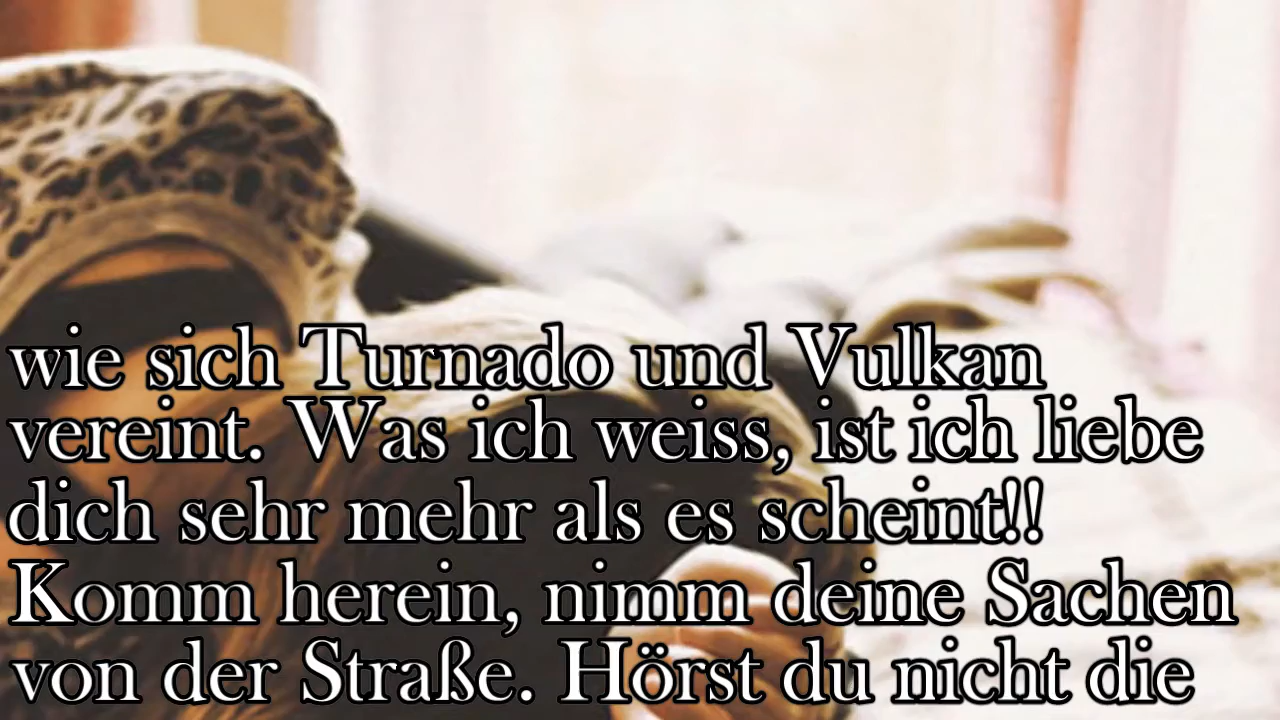 wie sich Turnado und Vulkan
vereint. Was ich weiss, ist ich liebe
dich sehr mehr als es scheint!!
Komm herein, nimm deine Sachen
von der Straße. Hörst du nicht die